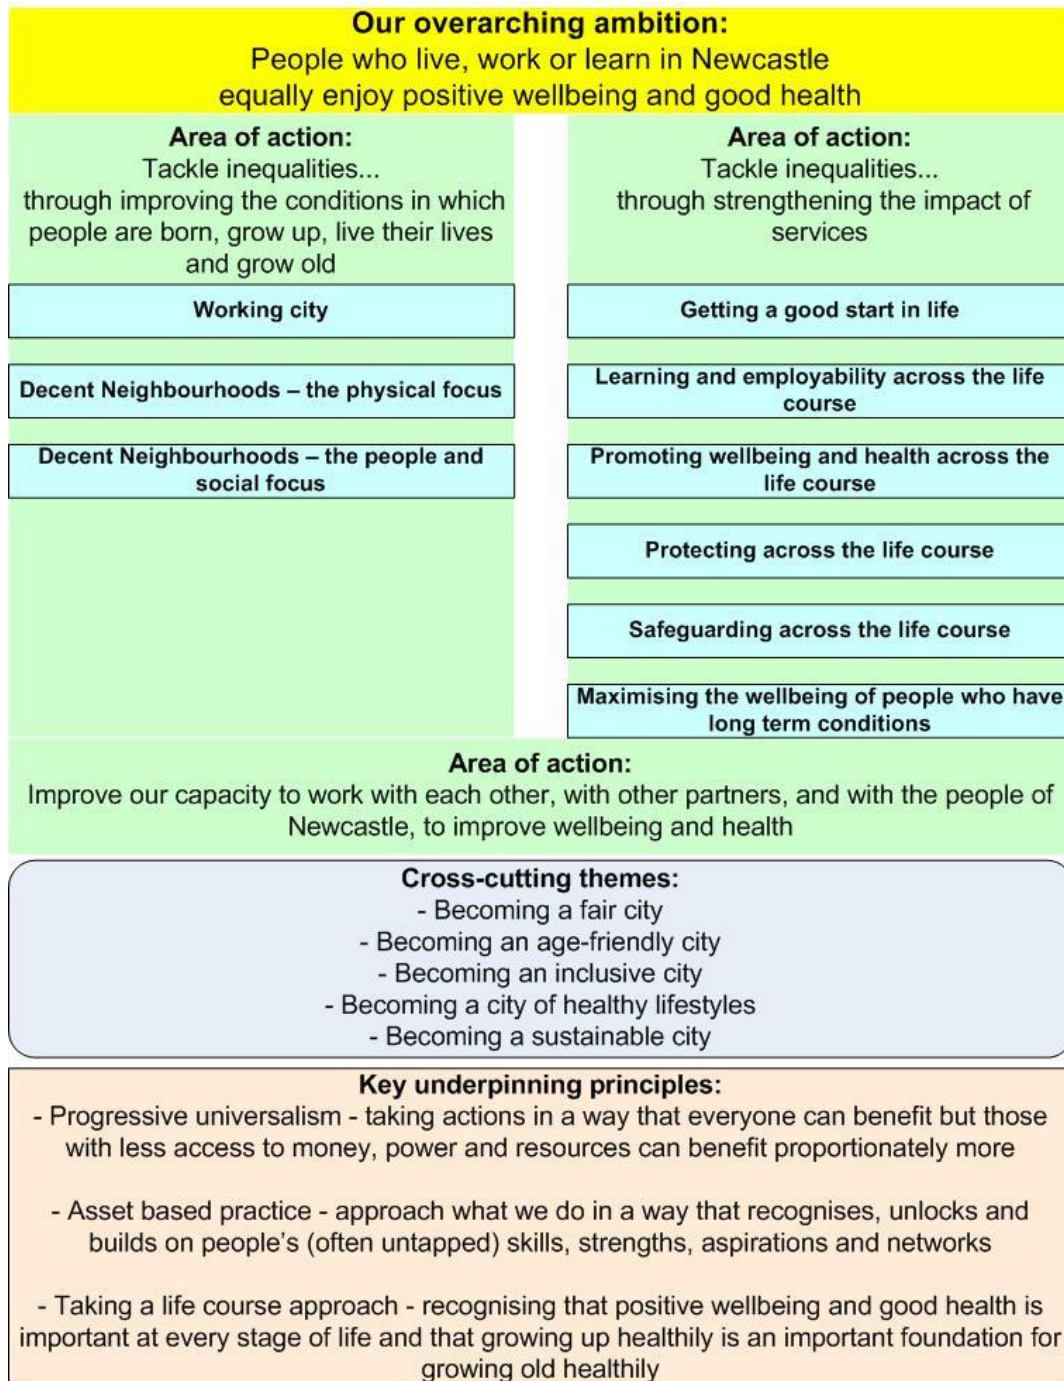 Our overarching ambition:
People who live, work or learn in Newcastle
equally enjoy positive wellbeing and good health
Area of action:
Tackle inequalities...
through improving the conditions in which
people are born, grow up, live their lives
and grow old
Working city
Decent Neighbourhoods – the physical focus
Decent Neighbourhoods – the people and
social focus
Area of action:
Tackle inequalities...
through strengthening the impact of
services
Getting a good start in life
Learning and employability across the life
course
Promoting wellbeing and health across the
life course
Protecting across the life course
Safeguarding across the life course
Maximising the wellbeing of people who have
long term conditions
Area of action:
Improve our capacity to work with each other, with other partners, and with the people of
Newcastle, to improve wellbeing and health
Cross-cutting themes:
- Becoming a fair city
- Becoming an age-friendly city
- Becoming an inclusive city
- Becoming a city of healthy lifestyles
- Becoming a sustainable city
Key underpinning principles:
- Progressive universalism - taking actions in a way that everyone can benefit but those
with less access to money, power and resources can benefit proportionately more
- Asset based practice - approach what we do in a way that recognises, unlocks and
builds on people's (often untapped) skills, strengths, aspirations and networks
- Taking a life course approach - recognising that positive wellbeing and good health is
important at every stage of life and that growing up healthily is an important foundation for
growing old healthily